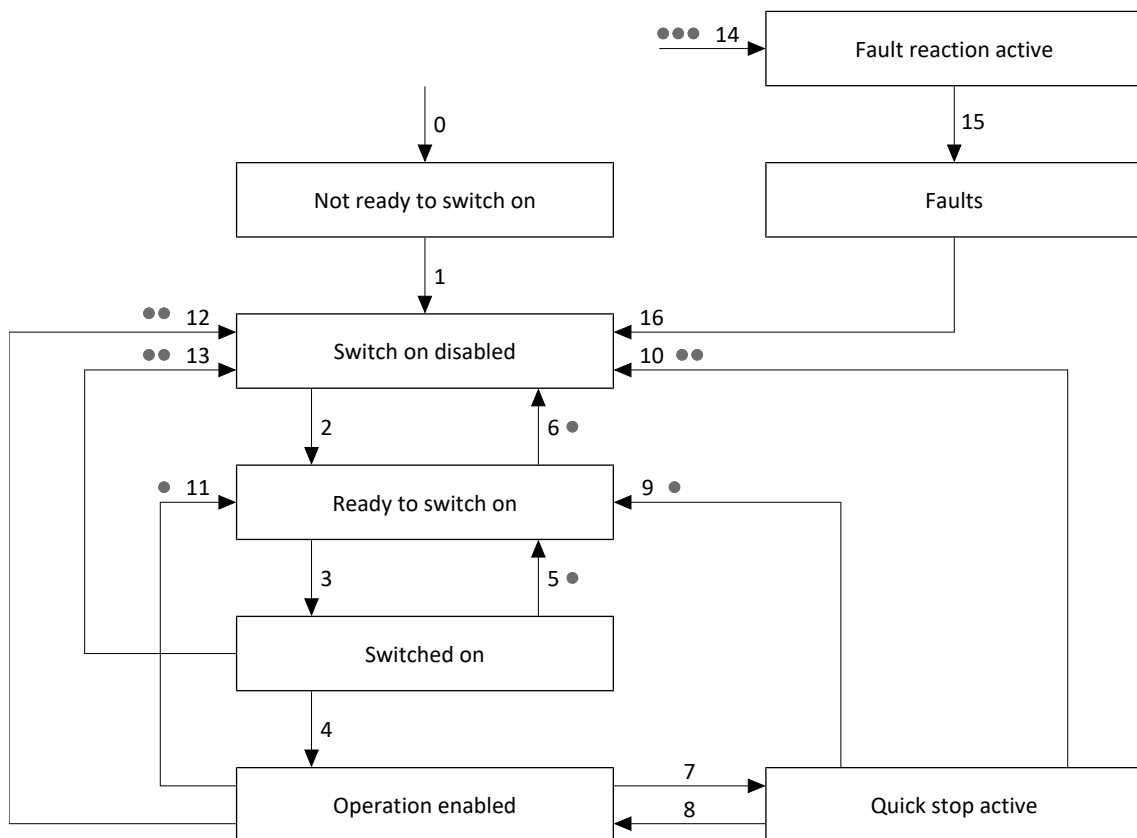 ●●● 14
Fault reaction active
0
15
Not ready to switch on
Faults
1
●● 12
16
Switch on disabled
●● 13
10 ●●
2
6 ●
● 11
9 ●
Ready to switch on
3
5 ●
Switched on
4
7
Operation enabled
Quick stop active
8